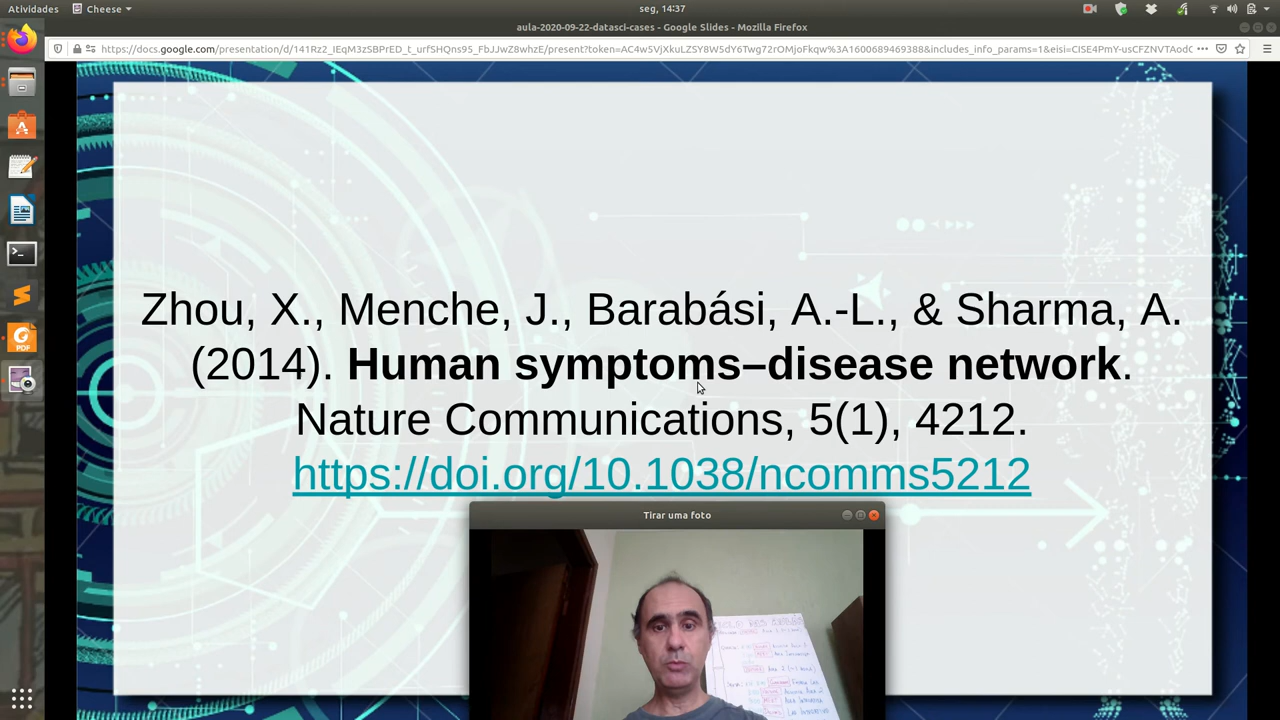 Atividades
Cheese
seg, 14:37
aula-2020-09-22-datasci-cases - Google Slides - Mozilla Firefox
Zhou, X., Menche, J., Barabási, A.-L., & Sharma, A.
(2014). Human symptoms–disease network.
Nature Communications, 5(1), 4212.
https://doi.org/10.1038/ncomms5212
Tirar uma foto
PDF